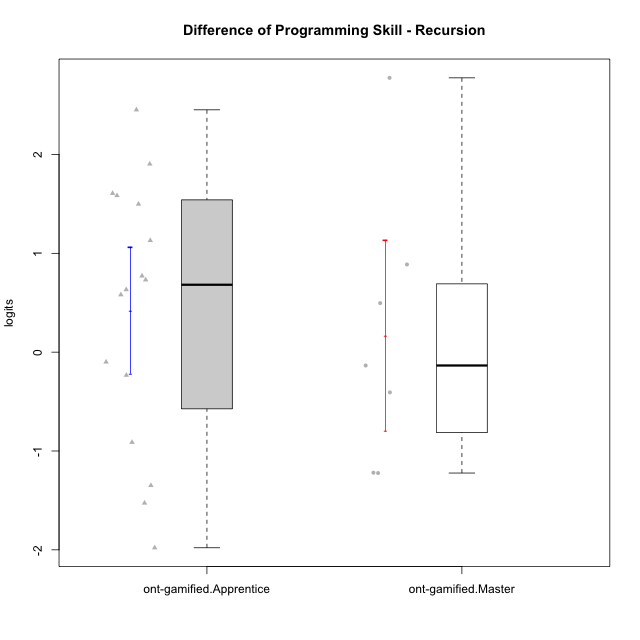 Difference of Programming Skill - Recursion
logits
2
1
0
-1
-2
ont-gamified.Apprentice
ont-gamified.Master